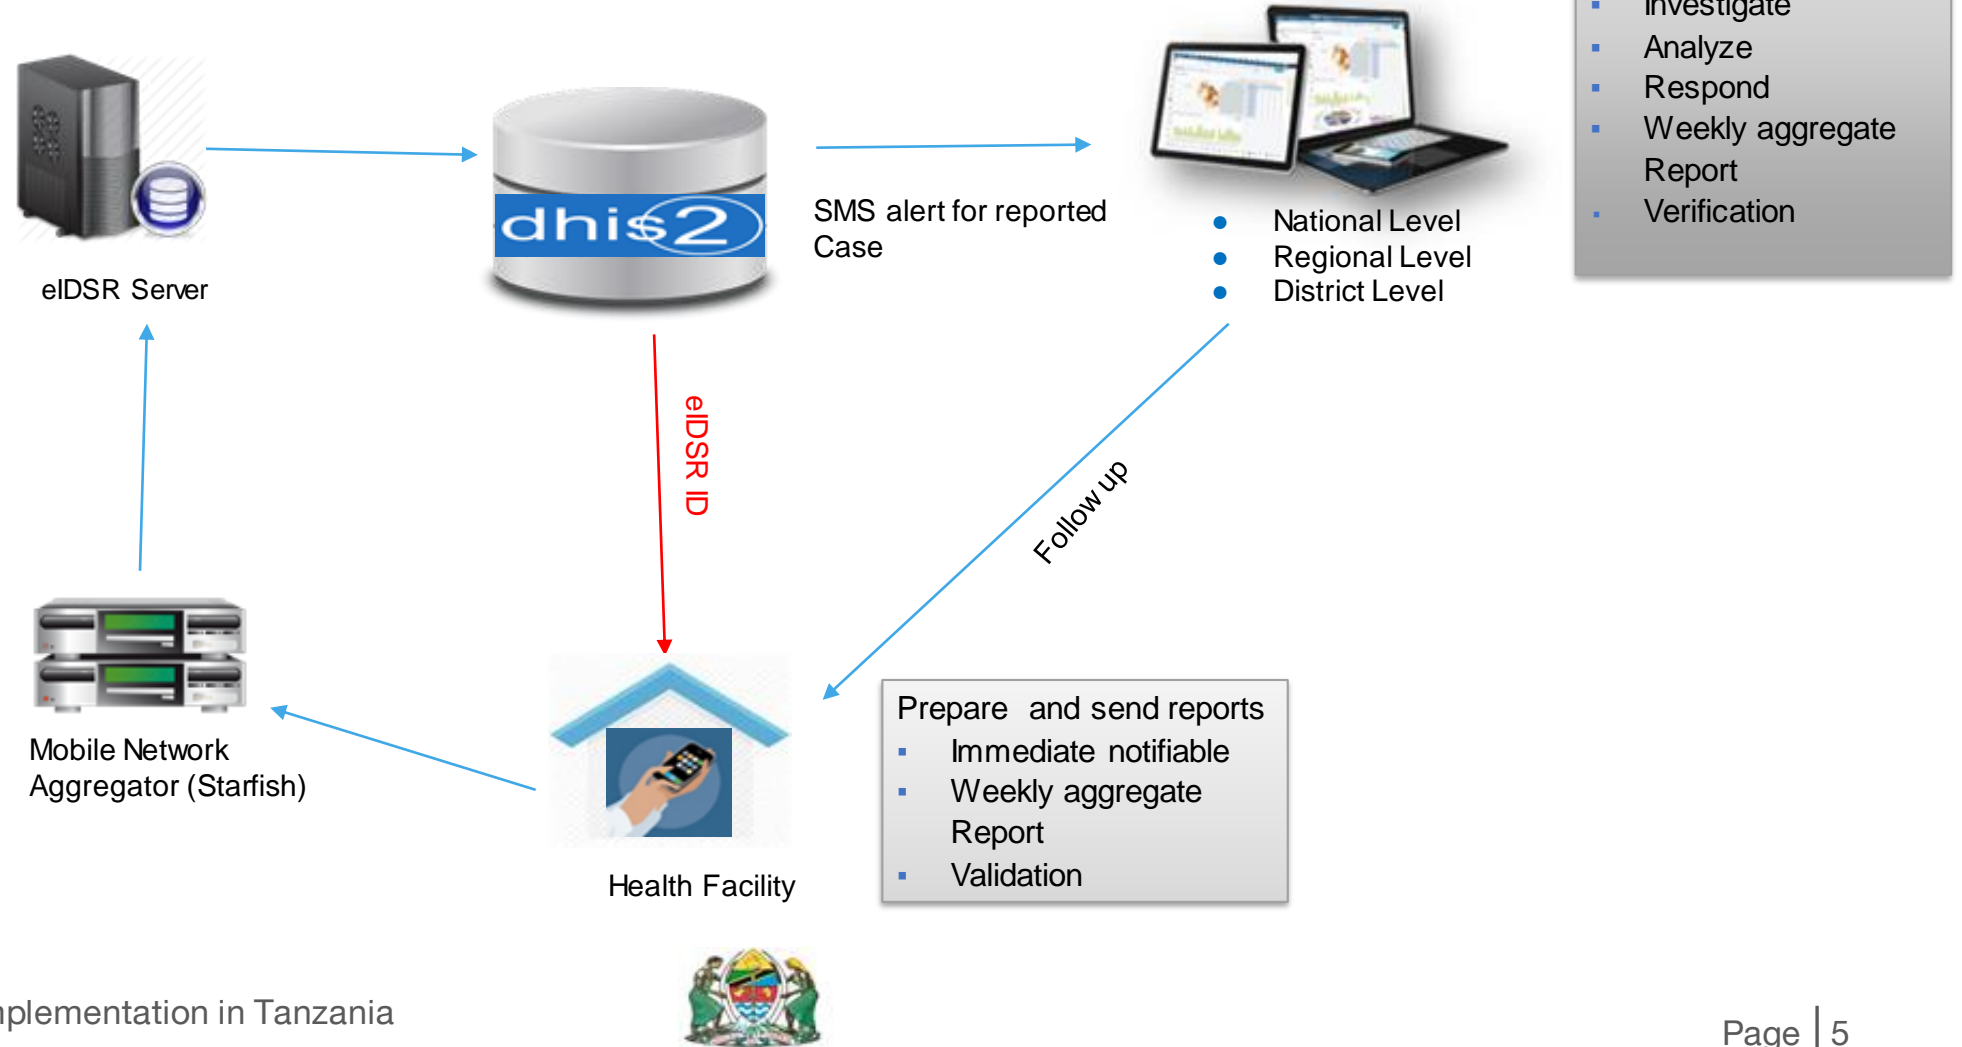 Investigate
Analyze
Respond
Weekly aggregate
Report
Verification
dhis2
SMS alert for reported
Case
National Level
Regional Level
District Level
eIDSR Server
eIDSR ID
Follow up
Mobile Network
Aggregator (Starfish)
Prepare and send reports
Immediate notifiable
Weekly aggregate
Report
Validation
Health Facility
nplementation in Tanzania
Page | 5